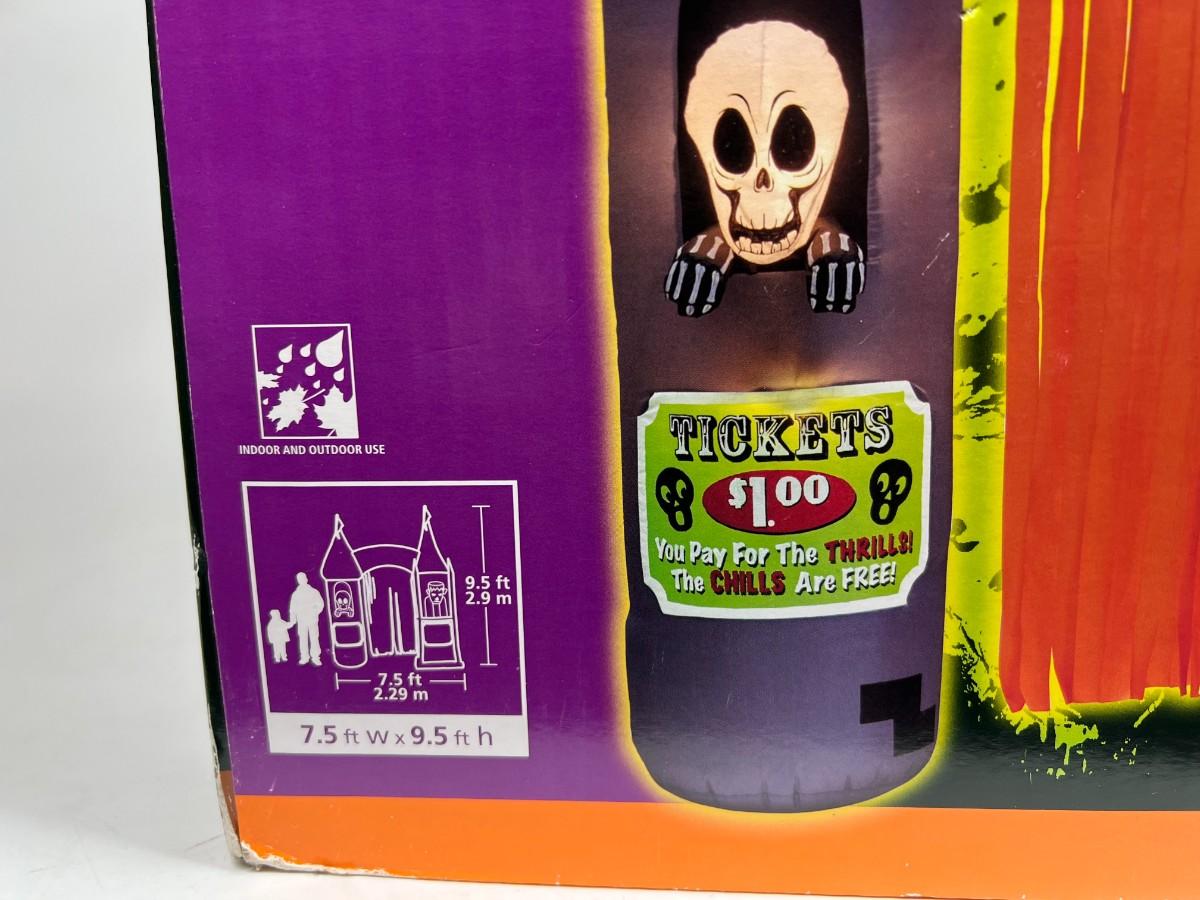 INDOOR AND OUTDOOR USE
9.5 ft
2.9 m
7.5 ft
2.29 m
7.5 ft w x 9.5 ft h
TICKETS
$1.00
You Pay For The THRILLS!
The CHILLS Are FREE!